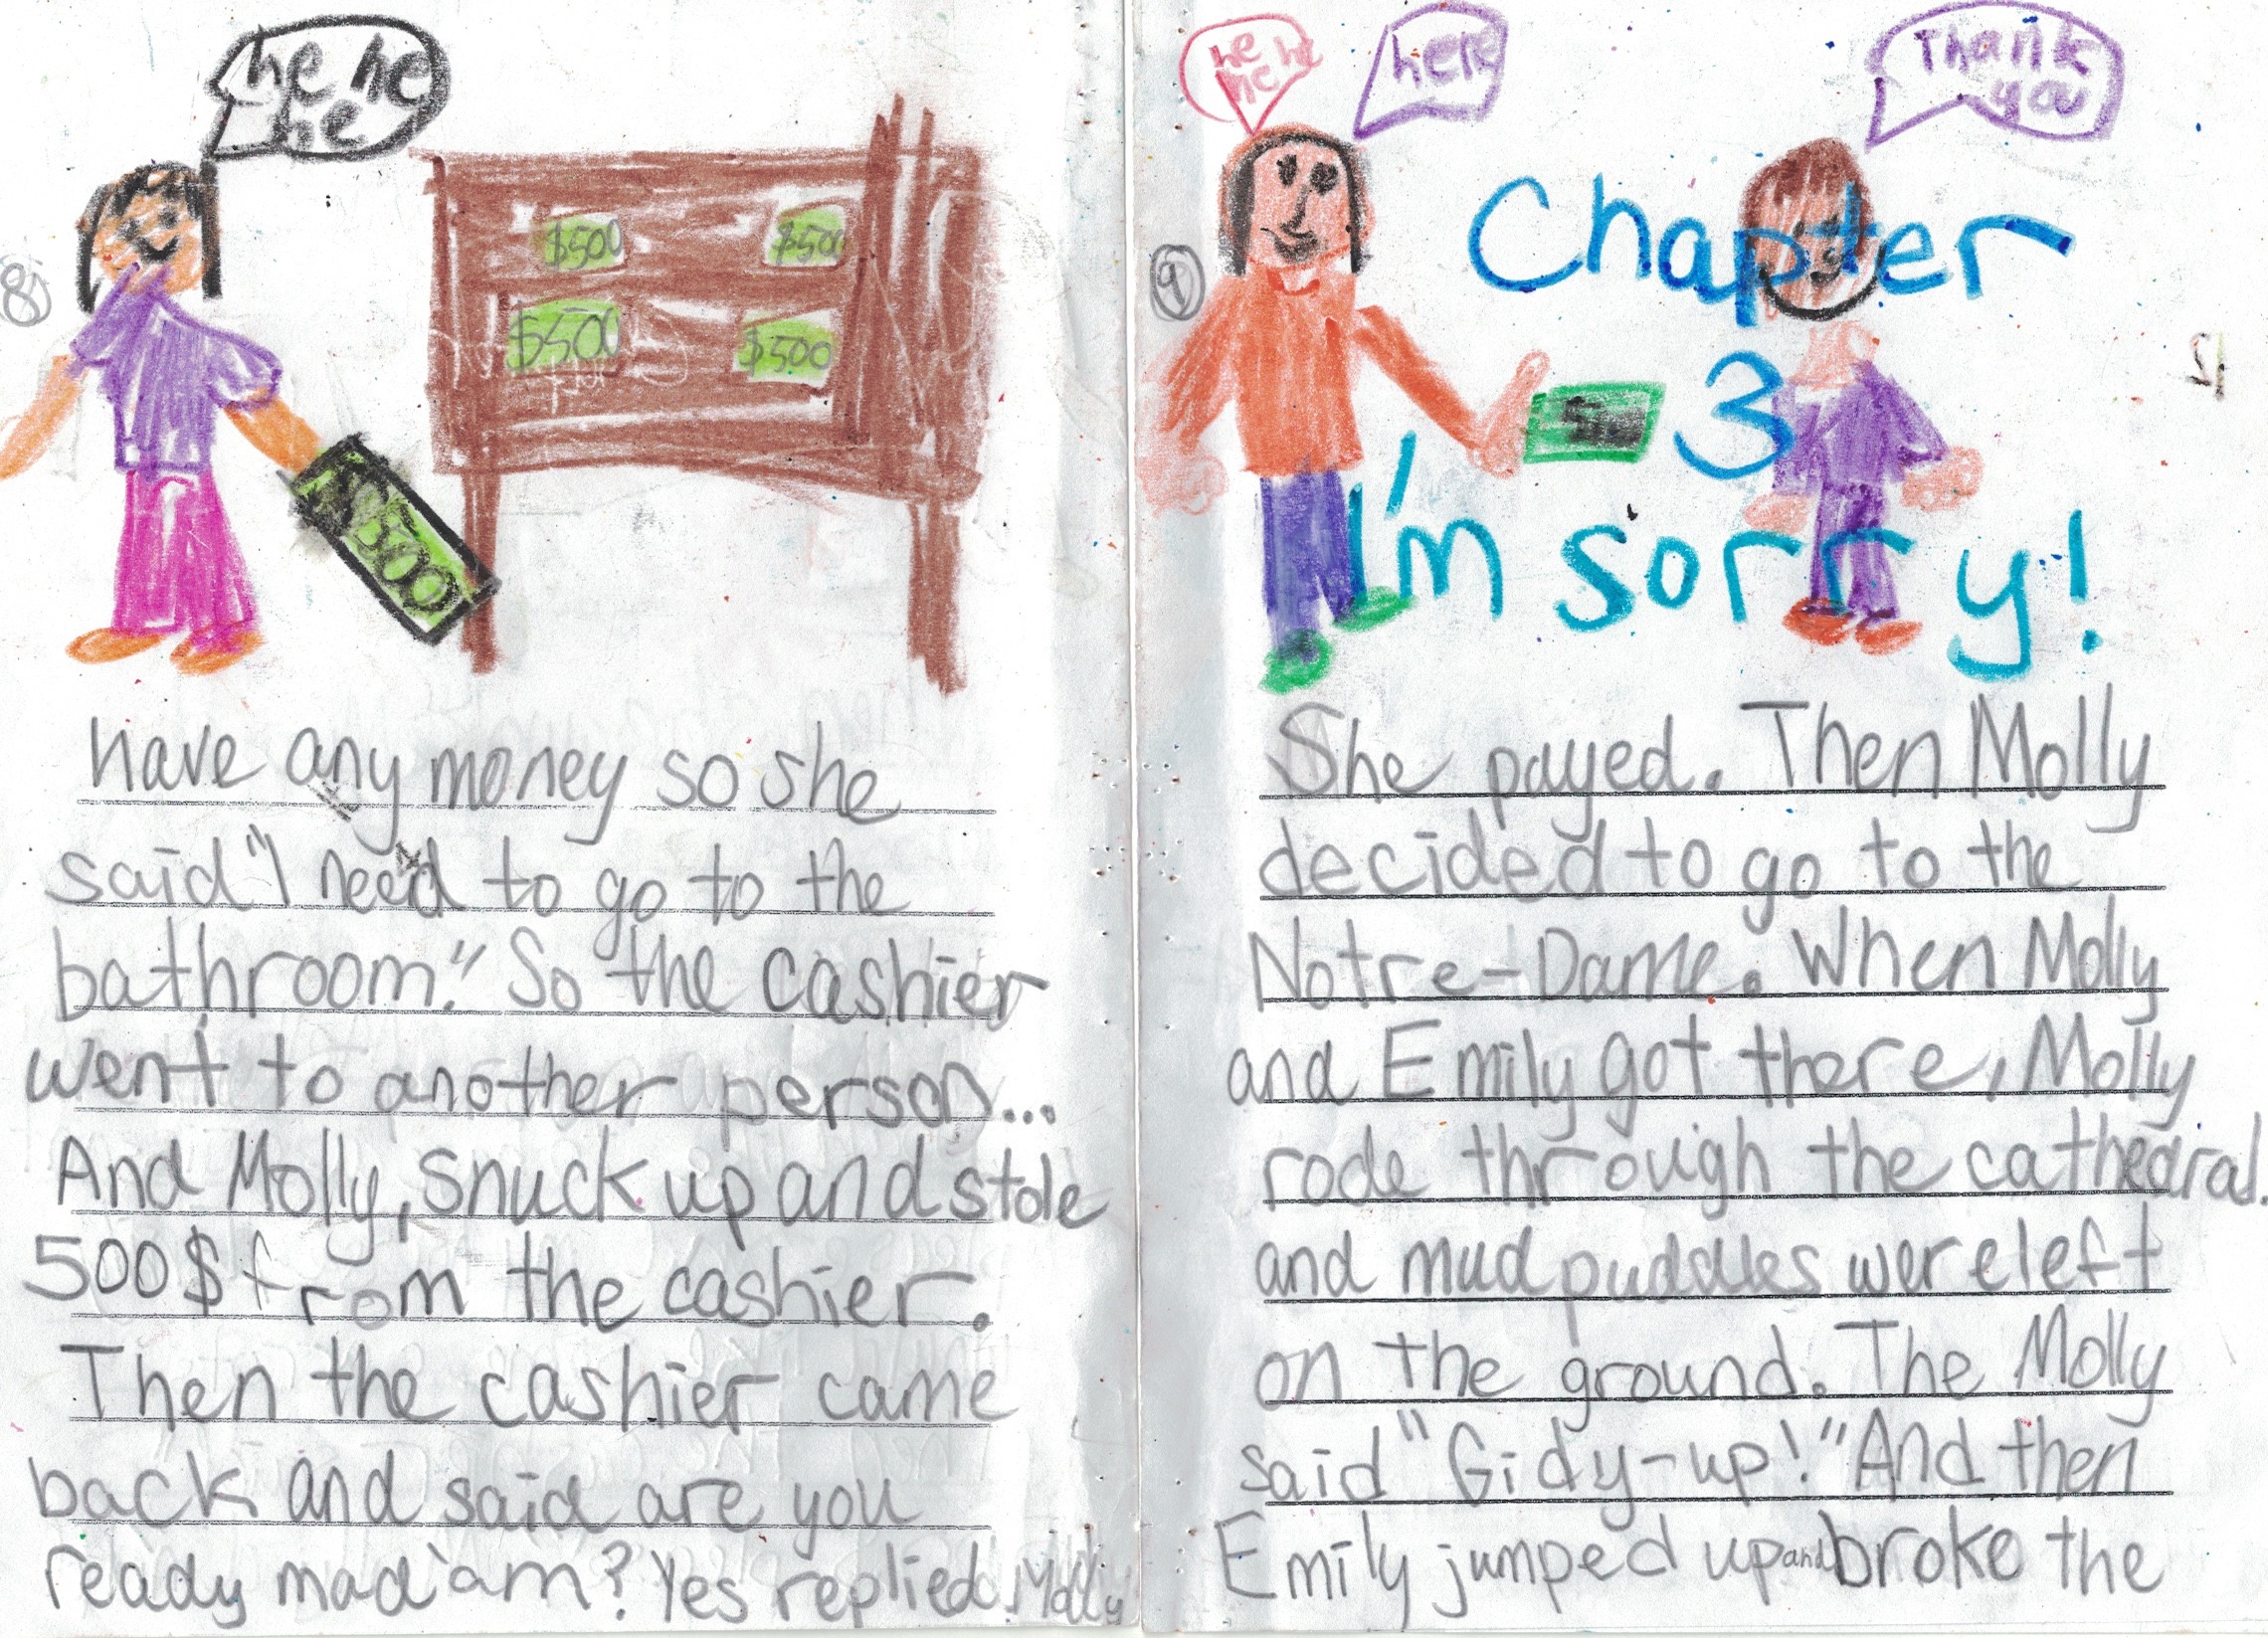 he he
he
$500
$500
$500
$500
$500
8
have any money so she
said "I need to go to the
bathroom." So the cashier
went to another person...
And Molly, snuck up and stole
500$ from the cashier.
Then the cashier came
back and said are you
ready mad'am? Yes replied Molly
he
he he
here
Thank
you
9
Chapter
3
I'm sorry!
She payed. Then Molly
decided to go to the
Notre-Dame. When Molly
and Emily got there, Molly
rode through the cathedral.
and mud puddles were left
on the ground. The Molly
said "Gidy-up!" And then
Emily jumped up and broke the